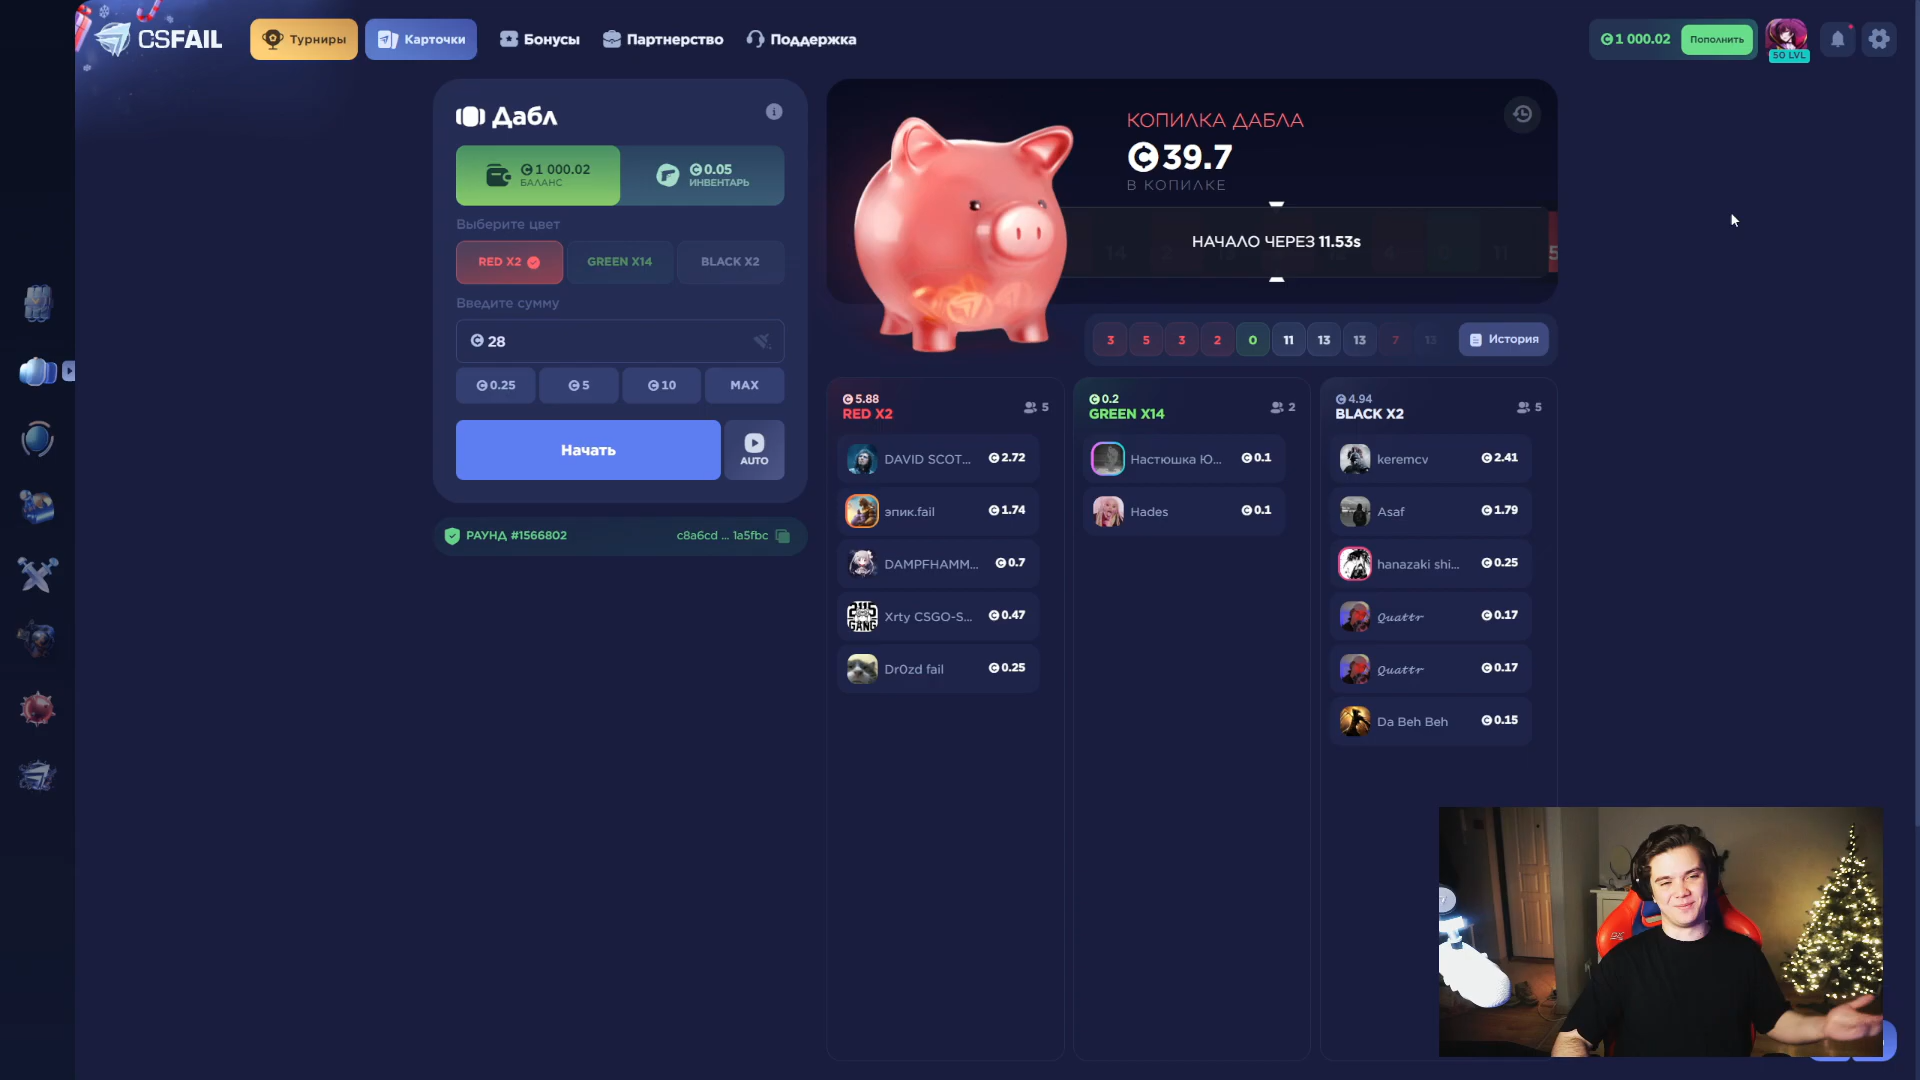 CSFAIL
Турниры
Карточки
Бонусы
Партнерство
Поддержка
1 000.02
Пополнить
50 LVL
Дабл
1 000.02
БАЛАНС
0.05
ИНВЕНТАРЬ
Выберите цвет
RED X2
GREEN X14
BLACK X2
Введите сумму
28
0.25
5
10
MAX
Начать
AUTO
РАУНД #1566802
c8a6cd ... 1a5fbc
КОПИЛКА ДАБЛА
39.7
В КОПИЛКЕ
НАЧАЛО ЧЕРЕЗ 11.53s
3 5 3 2 0 11 13 13 7 13
История
5.88
RED X2
5
DAVID SCOT... 2.72
эпик.fail 1.74
DAMPFHAMM... 0.7
Xrty CSGO-S... 0.47
Dr0zd fail 0.25
0.2
GREEN X14
2
Настюшка Ю... 0.1
Hades 0.1
4.94
BLACK X2
5
keremcv 2.41
Asaf 1.79
hanazaki shi... 0.25
𝓠𝓾𝓪𝓽𝓽𝓻 0.17
𝓠𝓾𝓪𝓽𝓽𝓻 0.17
Da Beh Beh 0.15